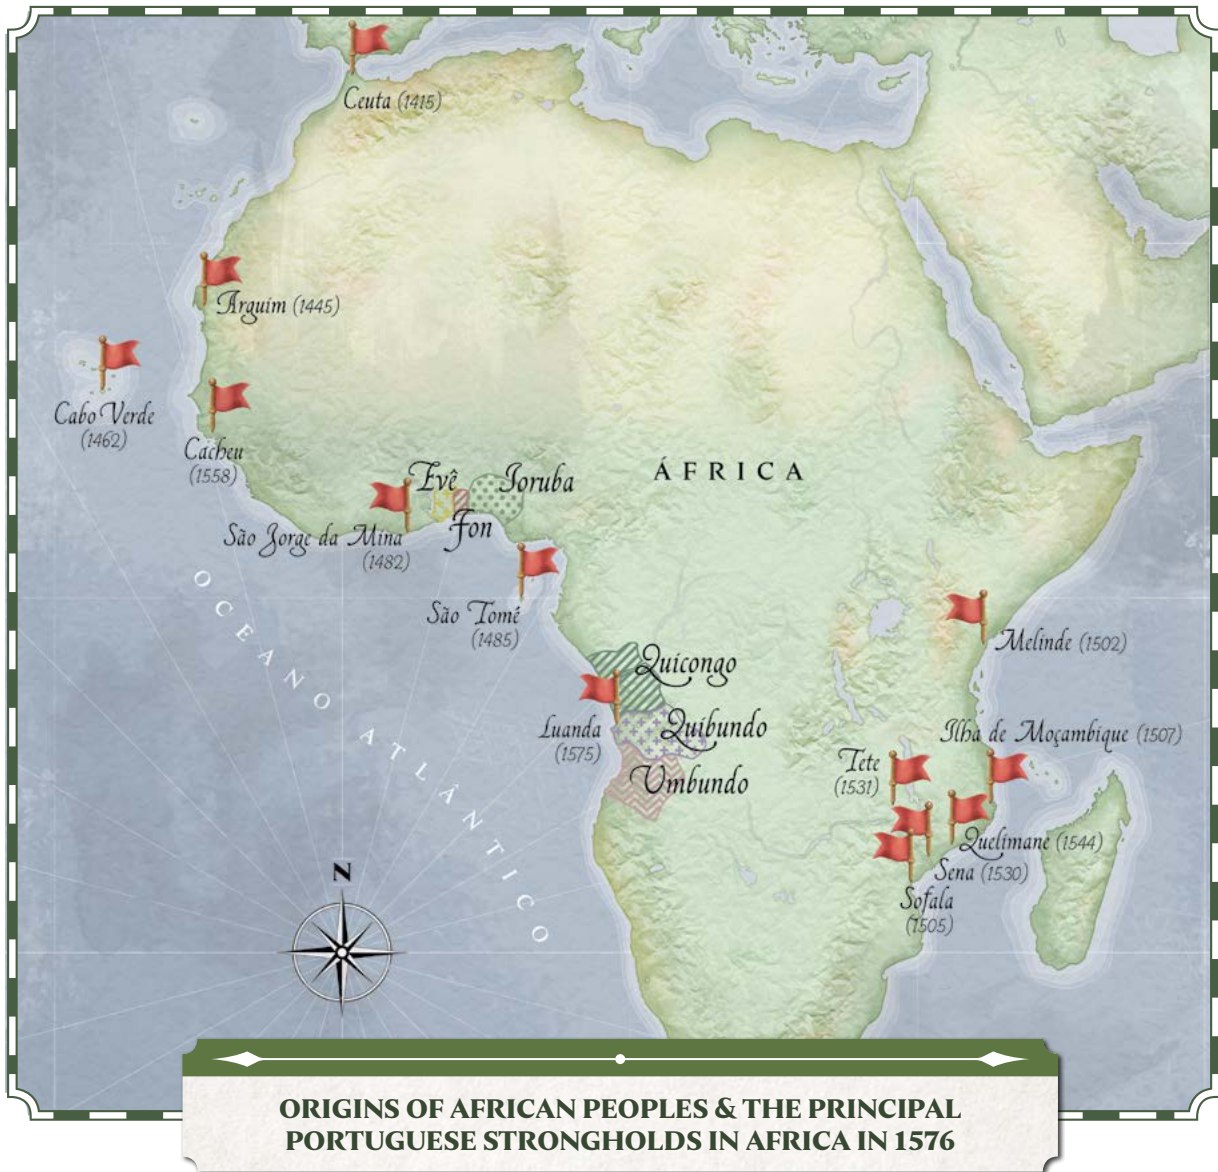 Ceuta (1415)
Arguim (1445)
Cabo Verde
(1462)
Cacheu
(1558)
Evê
Ioruba
ÁFRICA
Fon
São Jorge da Mina
(1482)
São Tomé
(1485)
OCEANO ATLÂNTICO
Melinde (1502)
Quicongo
Luanda
(1575)
Quibundo
Umbundo
Ilha de Moçambique (1507)
Tete
(1531)
Quelimane (1544)
Sena (1530)
Sofala
(1505)
N
ORIGINS OF AFRICAN PEOPLES & THE PRINCIPAL
PORTUGUESE STRONGHOLDS IN AFRICA IN 1576